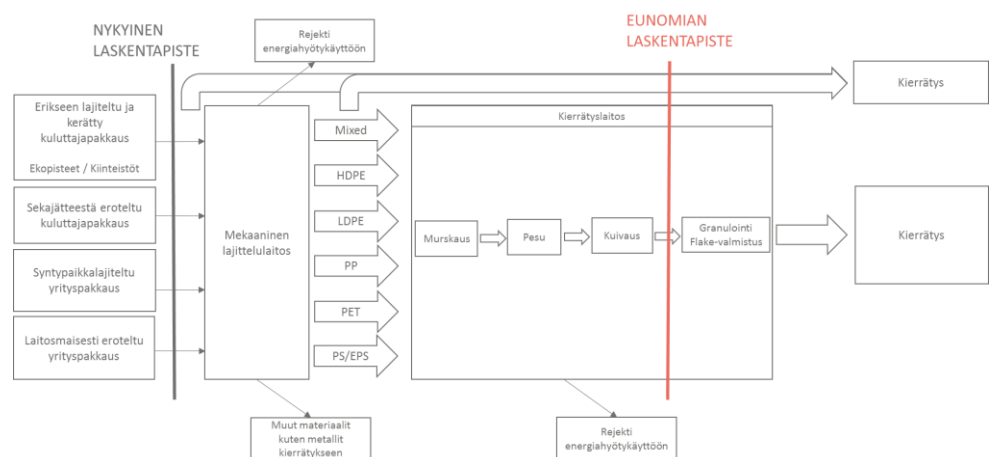 NYKYINEN
LASKENTAPISTE
Rejekti
energiahyötykäyttöön
EUNOMIAN
LASKENTAPISTE
Kierrätys
Erikseen lajiteltu ja
kerätty
kuluttajapakkaus
Ekopisteet / Kiinteistöt
Sekajätteestä eroteltu
kuluttajapakkaus
Syntypaikkalajiteltu
yrityspakkaus
Laitosmaisesti eroteltu
yrityspakkaus
Mekaaninen
lajittelulaitos
Mixed
HDPE
LDPE
PP
PET
PS/EPS
Kierrätyslaitos
Murskaus
Pesu
Kuivaus
Granulointi
Flake-valmistus
Kierrätys
Muut materiaalit
kuten metallit
kierrätykseen
Rejekti
energiahyötykäyttöön